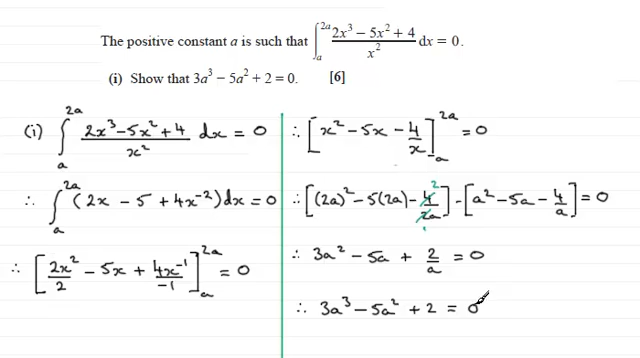 The positive constant a is such that ∫_a^{2a} (2x³ − 5x² + 4)/x² dx = 0.
(i) Show that 3a³ − 5a² + 2 = 0. [6]
(i) ∫_a^{2a} (2x³ − 5x² + 4)/x² dx = 0
∴ ∫_a^{2a} (2x − 5 + 4x⁻²) dx = 0
∴ [2x²/2 − 5x + 4x⁻¹/−1]_a^{2a} = 0
∴ [x² − 5x − 4/x]_a^{2a} = 0
∴ [(2a)² − 5(2a) − 4/2a] − [a² − 5a − 4/a] = 0
2
1
∴ 3a² − 5a + 2/a = 0
∴ 3a³ − 5a² + 2 = 0